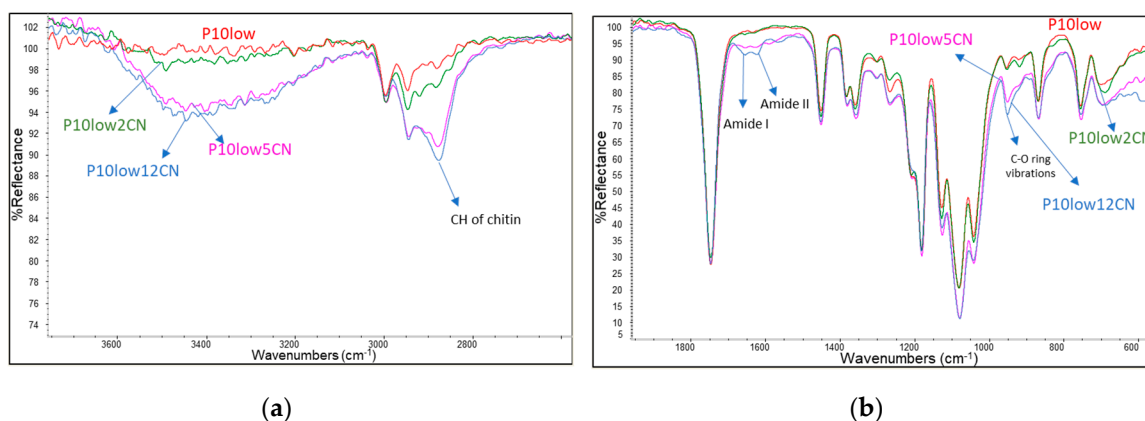 102
100
98
96
94
92
90
88
86
84
82
80
78
76
74
%Reflectance
P10low
P10low2CN
P10low5CN
P10low12CN
CH of chitin
3600
3400
3200
3000
2800
Wavenumbers (cm-1)
(a)
100
95
90
85
80
75
70
65
60
55
50
45
40
35
30
25
20
15
10
5
%Reflectance
P10low
P10low5CN
Amide II
Amide I
P10low2CN
C-O ring
vibrations
P10low12CN
1800
1600
1400
1200
1000
800
600
Wavenumbers (cm-1)
(b)